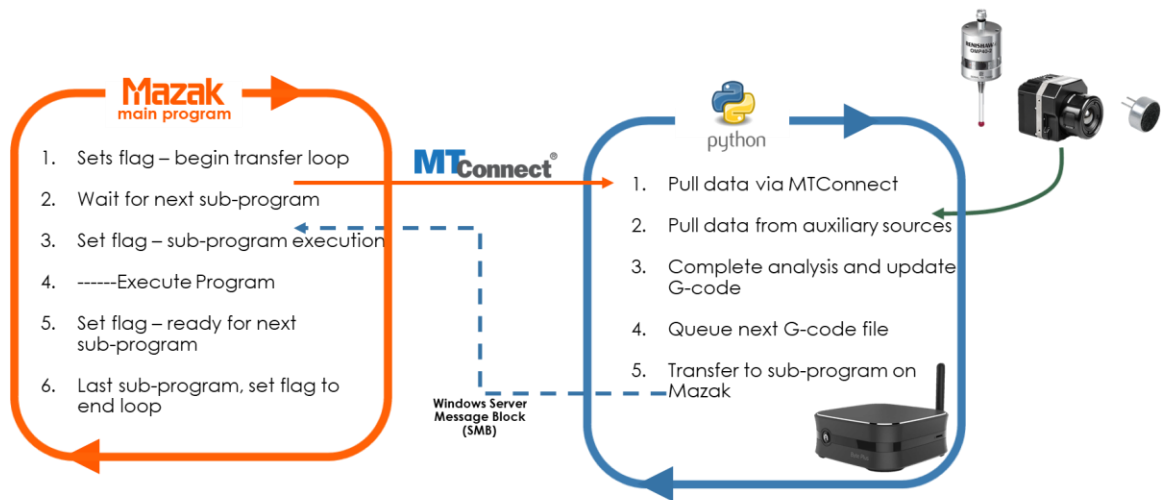 Mazak
main program
1. Sets flag – begin transfer loop
2. Wait for next sub-program
3. Set flag – sub-program execution
4. ------Execute Program
5. Set flag – ready for next
sub-program
6. Last sub-program, set flag to
end loop
MTConnect®
Windows Server
Message Block
(SMB)
python
1. Pull data via MTConnect
2. Pull data from auxiliary sources
3. Complete analysis and update
G-code
4. Queue next G-code file
5. Transfer to sub-program on
Mazak
RENISHAW